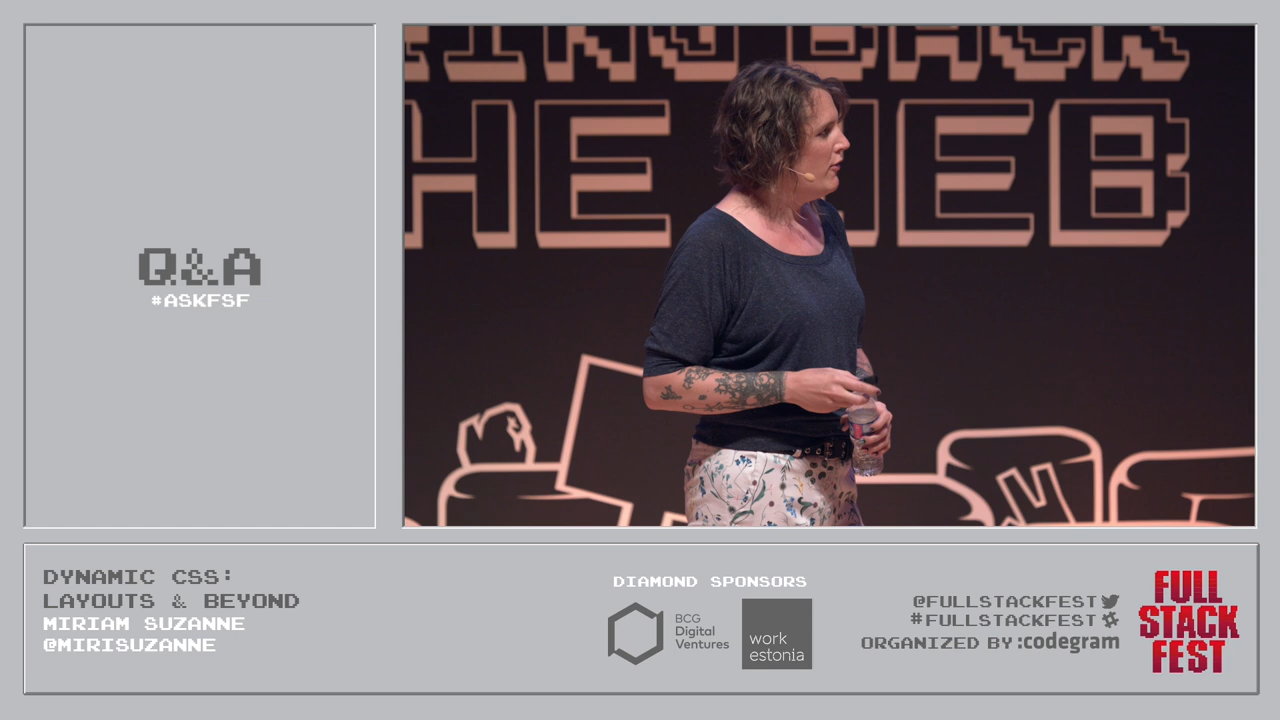 Q&A
#ASKFSF
HE WEB
DYNAMIC CSS:
LAYOUTS & BEYOND
MIRIAM SUZANNE
@MIRISUZANNE
DIAMOND SPONSORS
BCG
Digital
Ventures
work
estonia
@FULLSTACKFEST
#FULLSTACKFEST
ORGANIZED BY :codegram
FULL
STACK
FEST